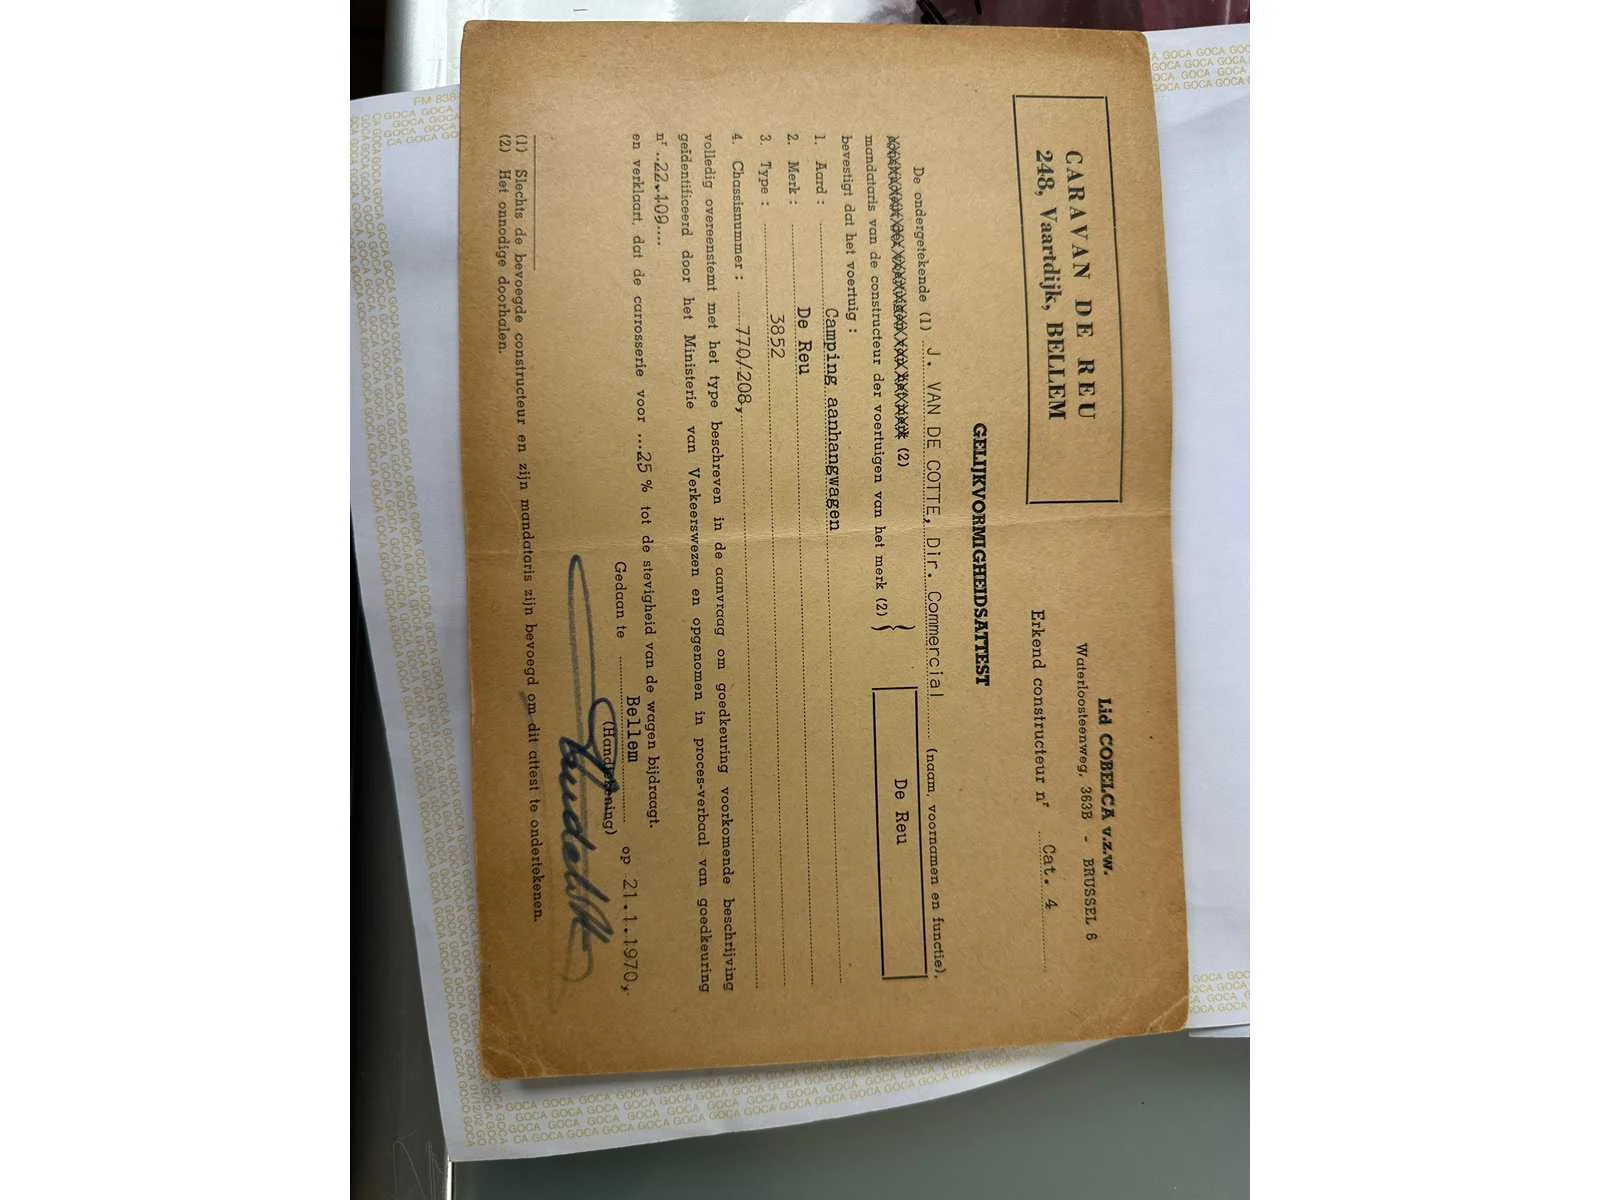 CARAVAN DE REU
248, Vaartdijk, BELLEM
Lid COBELCA v.z.w.
Waterloosteenweg, 363B - BRUSSEL 6
Erkend constructeur nr Cat. 4
GELIJKVORMIGHEIDSATTEST
De ondergetekende (1) J. VAN DE COTTE, Dir. Commercial (naam, voornamen en functie),
(2)
mandataris van de constructeur der voertuigen van het merk (2) } De Reu
bevestigt dat het voertuig :
1. Aard : Camping aanhangwagen
2. Merk : De Reu
3. Type : 3852
4. Chassisnummer : 770/208,
volledig overeenstemt met het type beschreven in de aanvraag om goedkeuring voorkomende beschrijving
geïdentificeerd door het Ministerie van Verkeerswezen en opgenomen in proces-verbaal van goedkeuring
nr ..22.109....
en verklaart, dat de carrosserie voor ....25 % tot de stevigheid van de wagen bijdraagt.
Gedaan te Bellem op 21.1.1970,
(Handtekening)
(1) Slechts de bevoegde constructeur en zijn mandataris zijn bevoegd om dit attest te ondertekenen.
(2) Het onnodige doorhalen.
GOCA GOCA GOCA GOCA